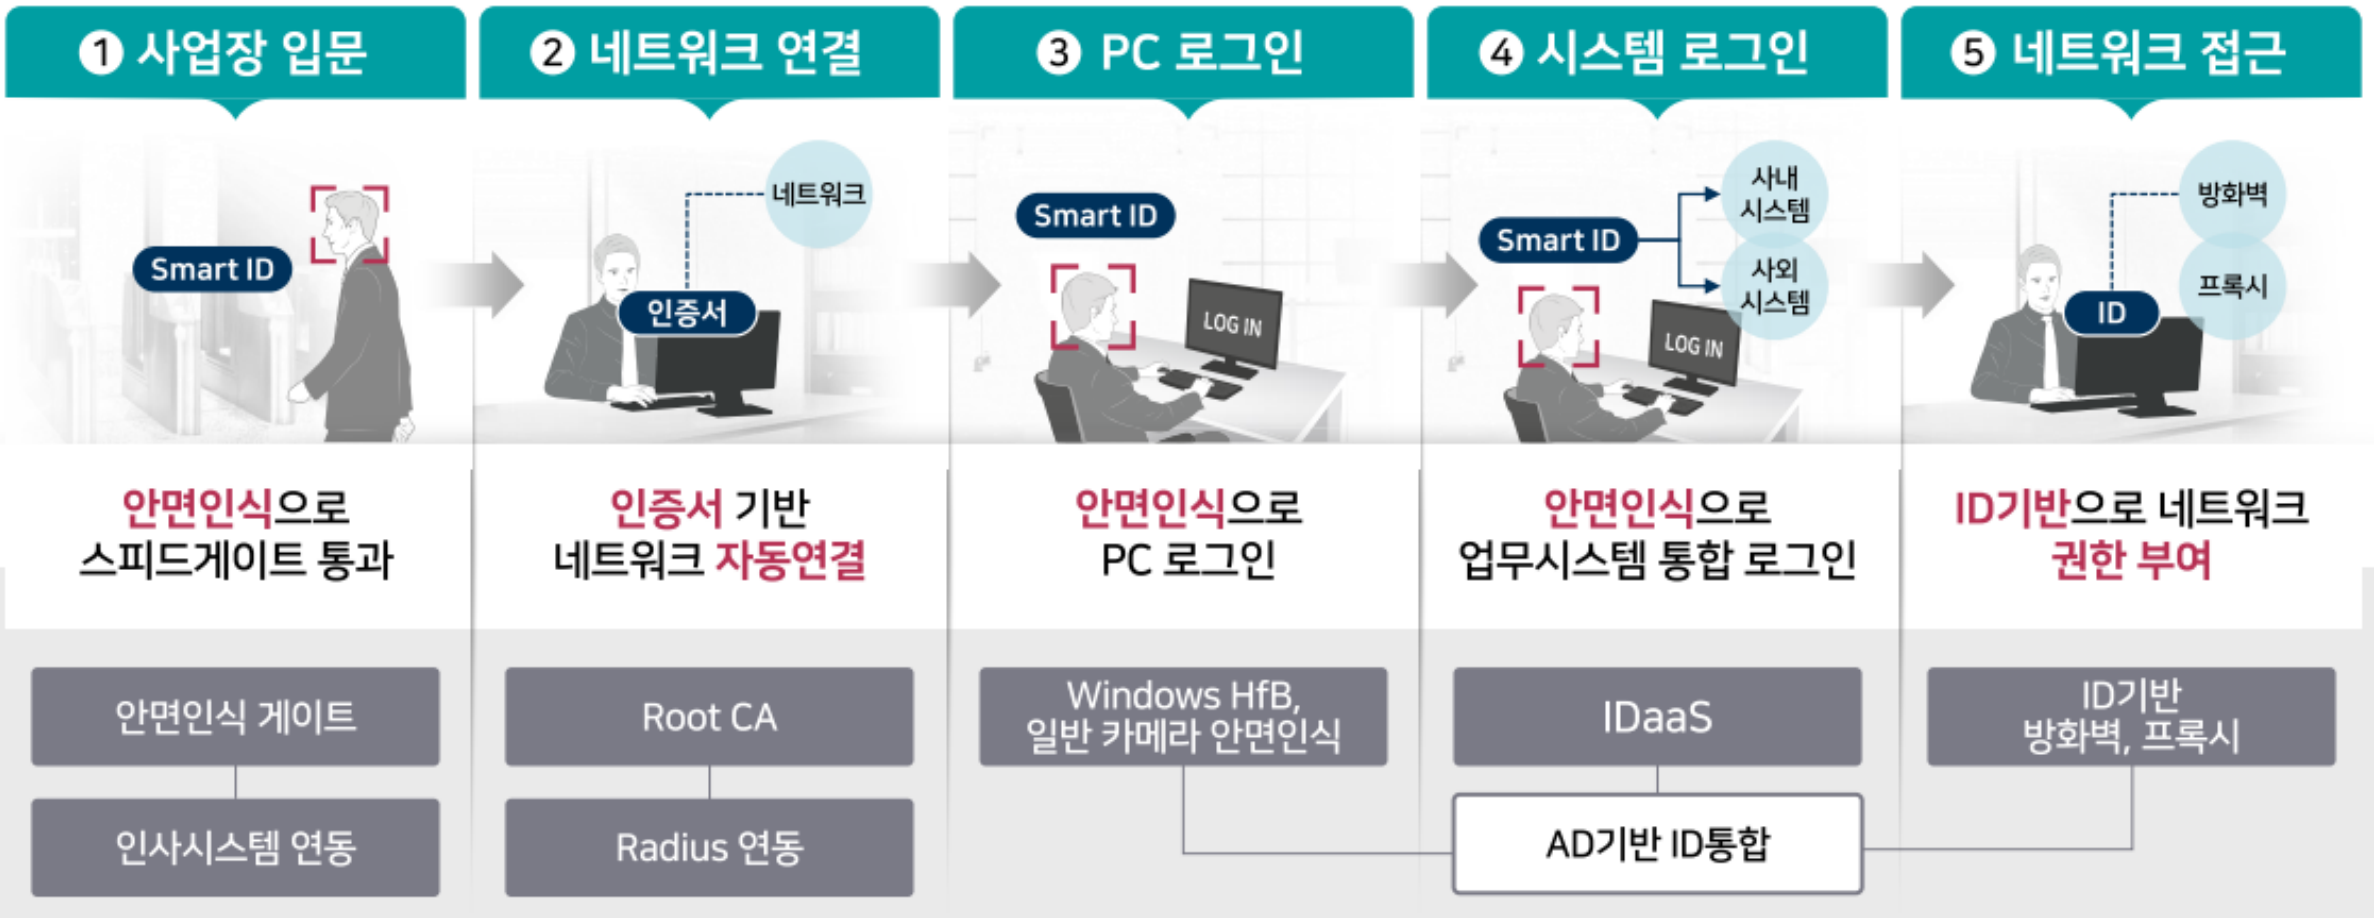 ① 사업장 입문
② 네트워크 연결
③ PC 로그인
④ 시스템 로그인
⑤ 네트워크 접근
Smart ID
네트워크
인증서
Smart ID
LOG IN
Smart ID
사내
시스템
사외
시스템
LOG IN
방화벽
프록시
ID
안면인식으로
스피드게이트 통과
인증서 기반
네트워크 자동연결
안면인식으로
PC 로그인
안면인식으로
업무시스템 통합 로그인
ID기반으로 네트워크
권한 부여
안면인식 게이트
인사시스템 연동
Root CA
Radius 연동
Windows HfB,
일반 카메라 안면인식
IDaaS
AD기반 ID통합
ID기반
방화벽, 프록시